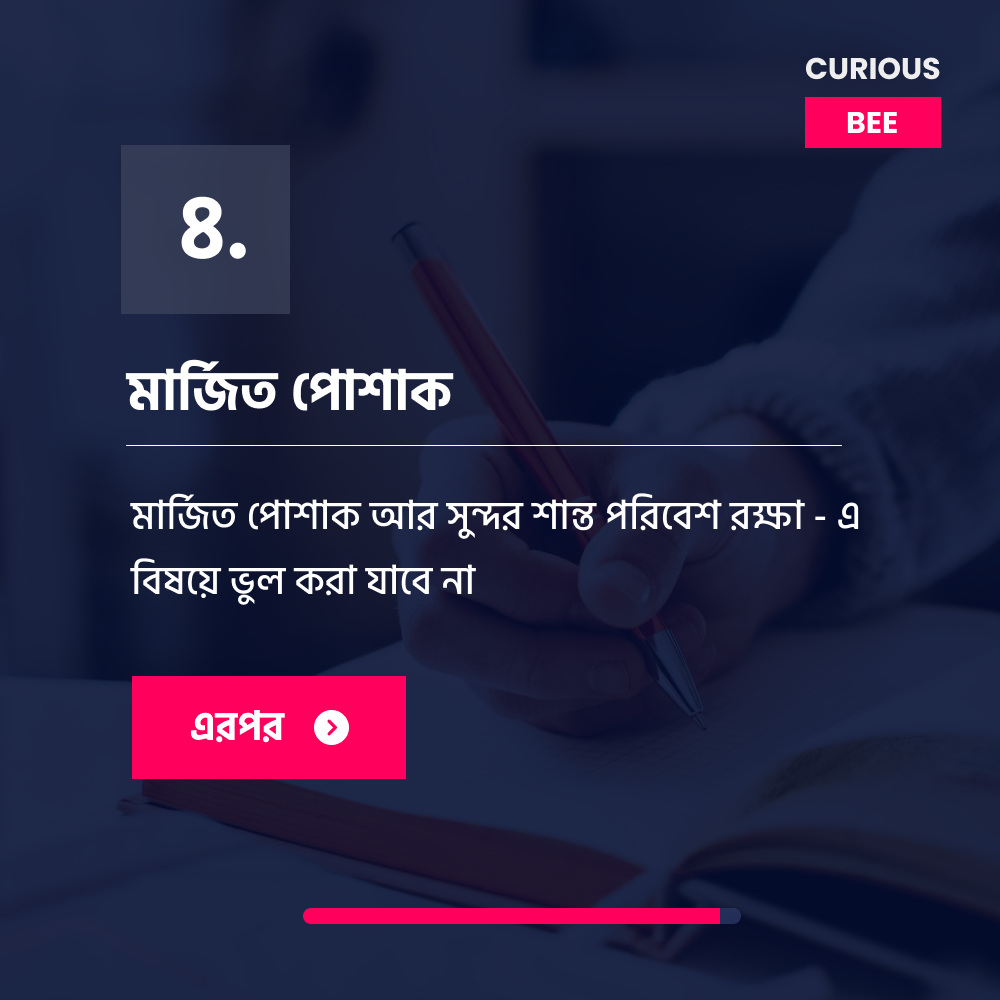 CURIOUS
BEE
৪.
মার্জিত পোশাক
মার্জিত পোশাক আর সুন্দর শান্ত পরিবেশ রক্ষা - এ
বিষয়ে ভুল করা যাবে না
এরপর